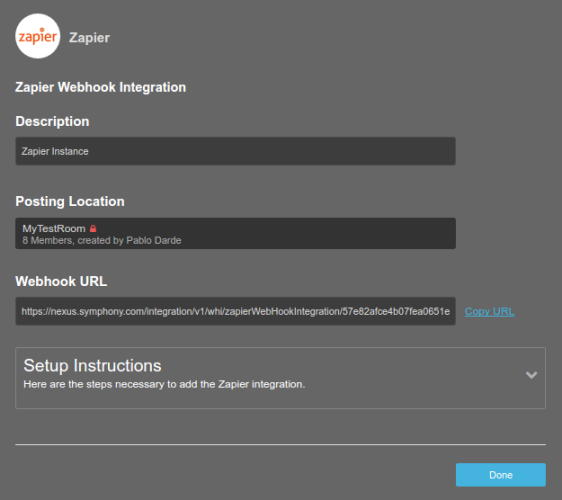 zapier
Zapier
Zapier Webhook Integration
Description
Zapier Instance
Posting Location
MyTestRoom
8 Members, created by Pablo Darde
Webhook URL
https://nexus.symphony.com/integration/v1/whi/zapierWebHookIntegration/57e82afce4b07fea0651e
Copy URL
Setup Instructions
Here are the steps necessary to add the Zapier integration.
Done